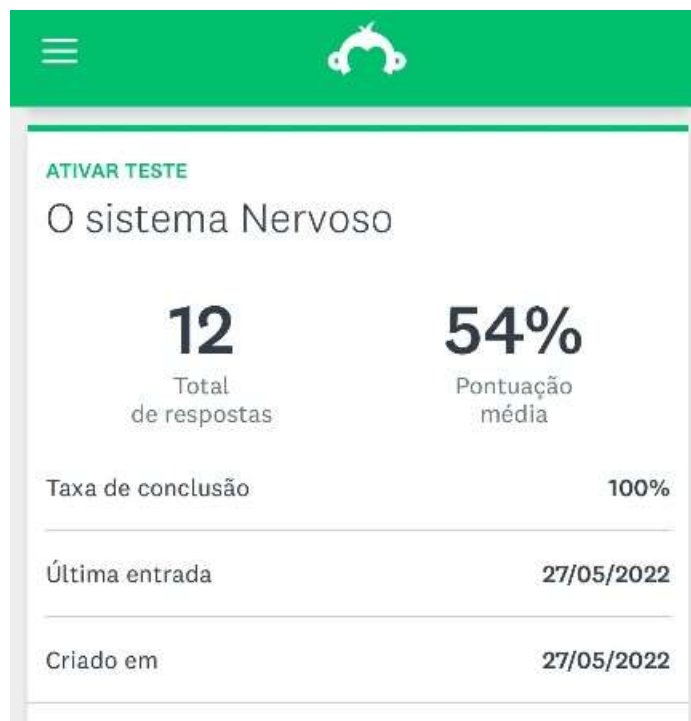 ATIVAR TESTE
O sistema Nervoso
12
Total
de respostas
54%
Pontuação
média
Taxa de conclusão 100%
Última entrada 27/05/2022
Criado em 27/05/2022